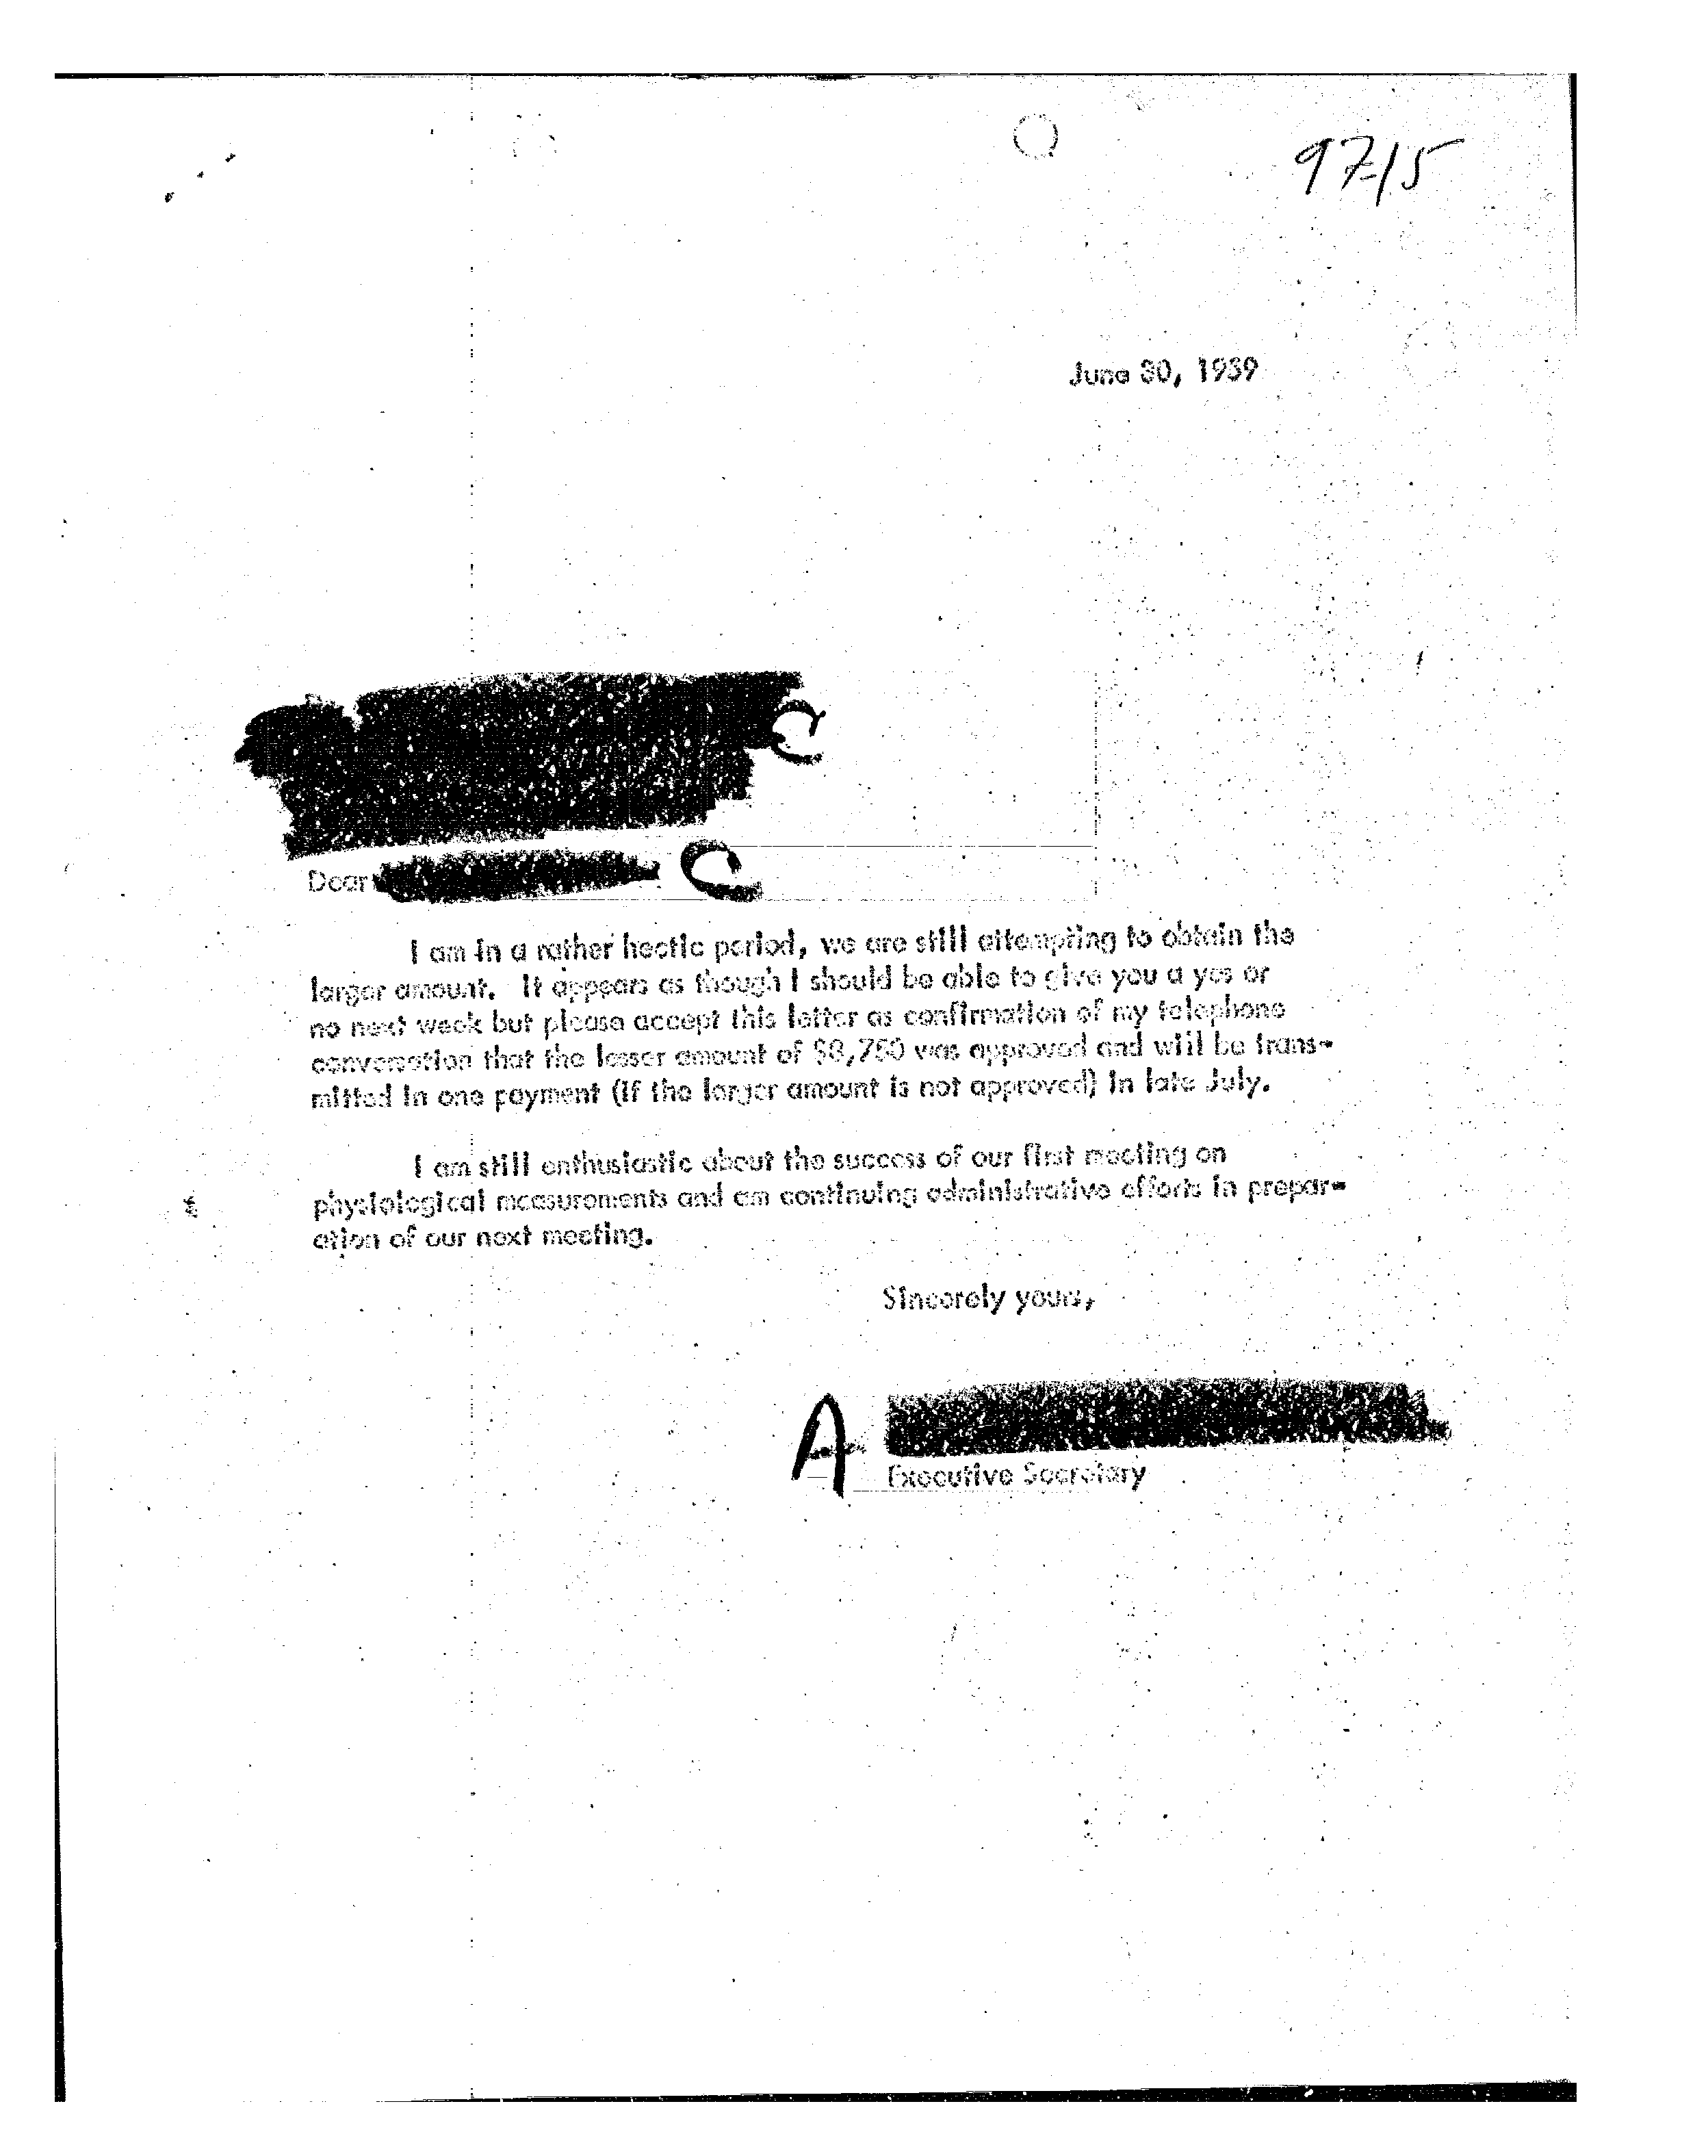 97-15
June 30, 1959
C
Dear
C
I am in a rather hectic period, we are still attempting to obtain the
larger amount. It appears as though I should be able to give you a yes or
no next week but please accept this letter as confirmation of my telephone
conversation that the lesser amount of $8,750 was approved and will be trans-
mitted in one payment (if the larger amount is not approved) in late July.
I am still enthusiastic about the success of our first meeting on
physiological measurements and am continuing administrative efforts in prepar-
ation of our next meeting.
Sincerely yours,
A
Executive Secretary